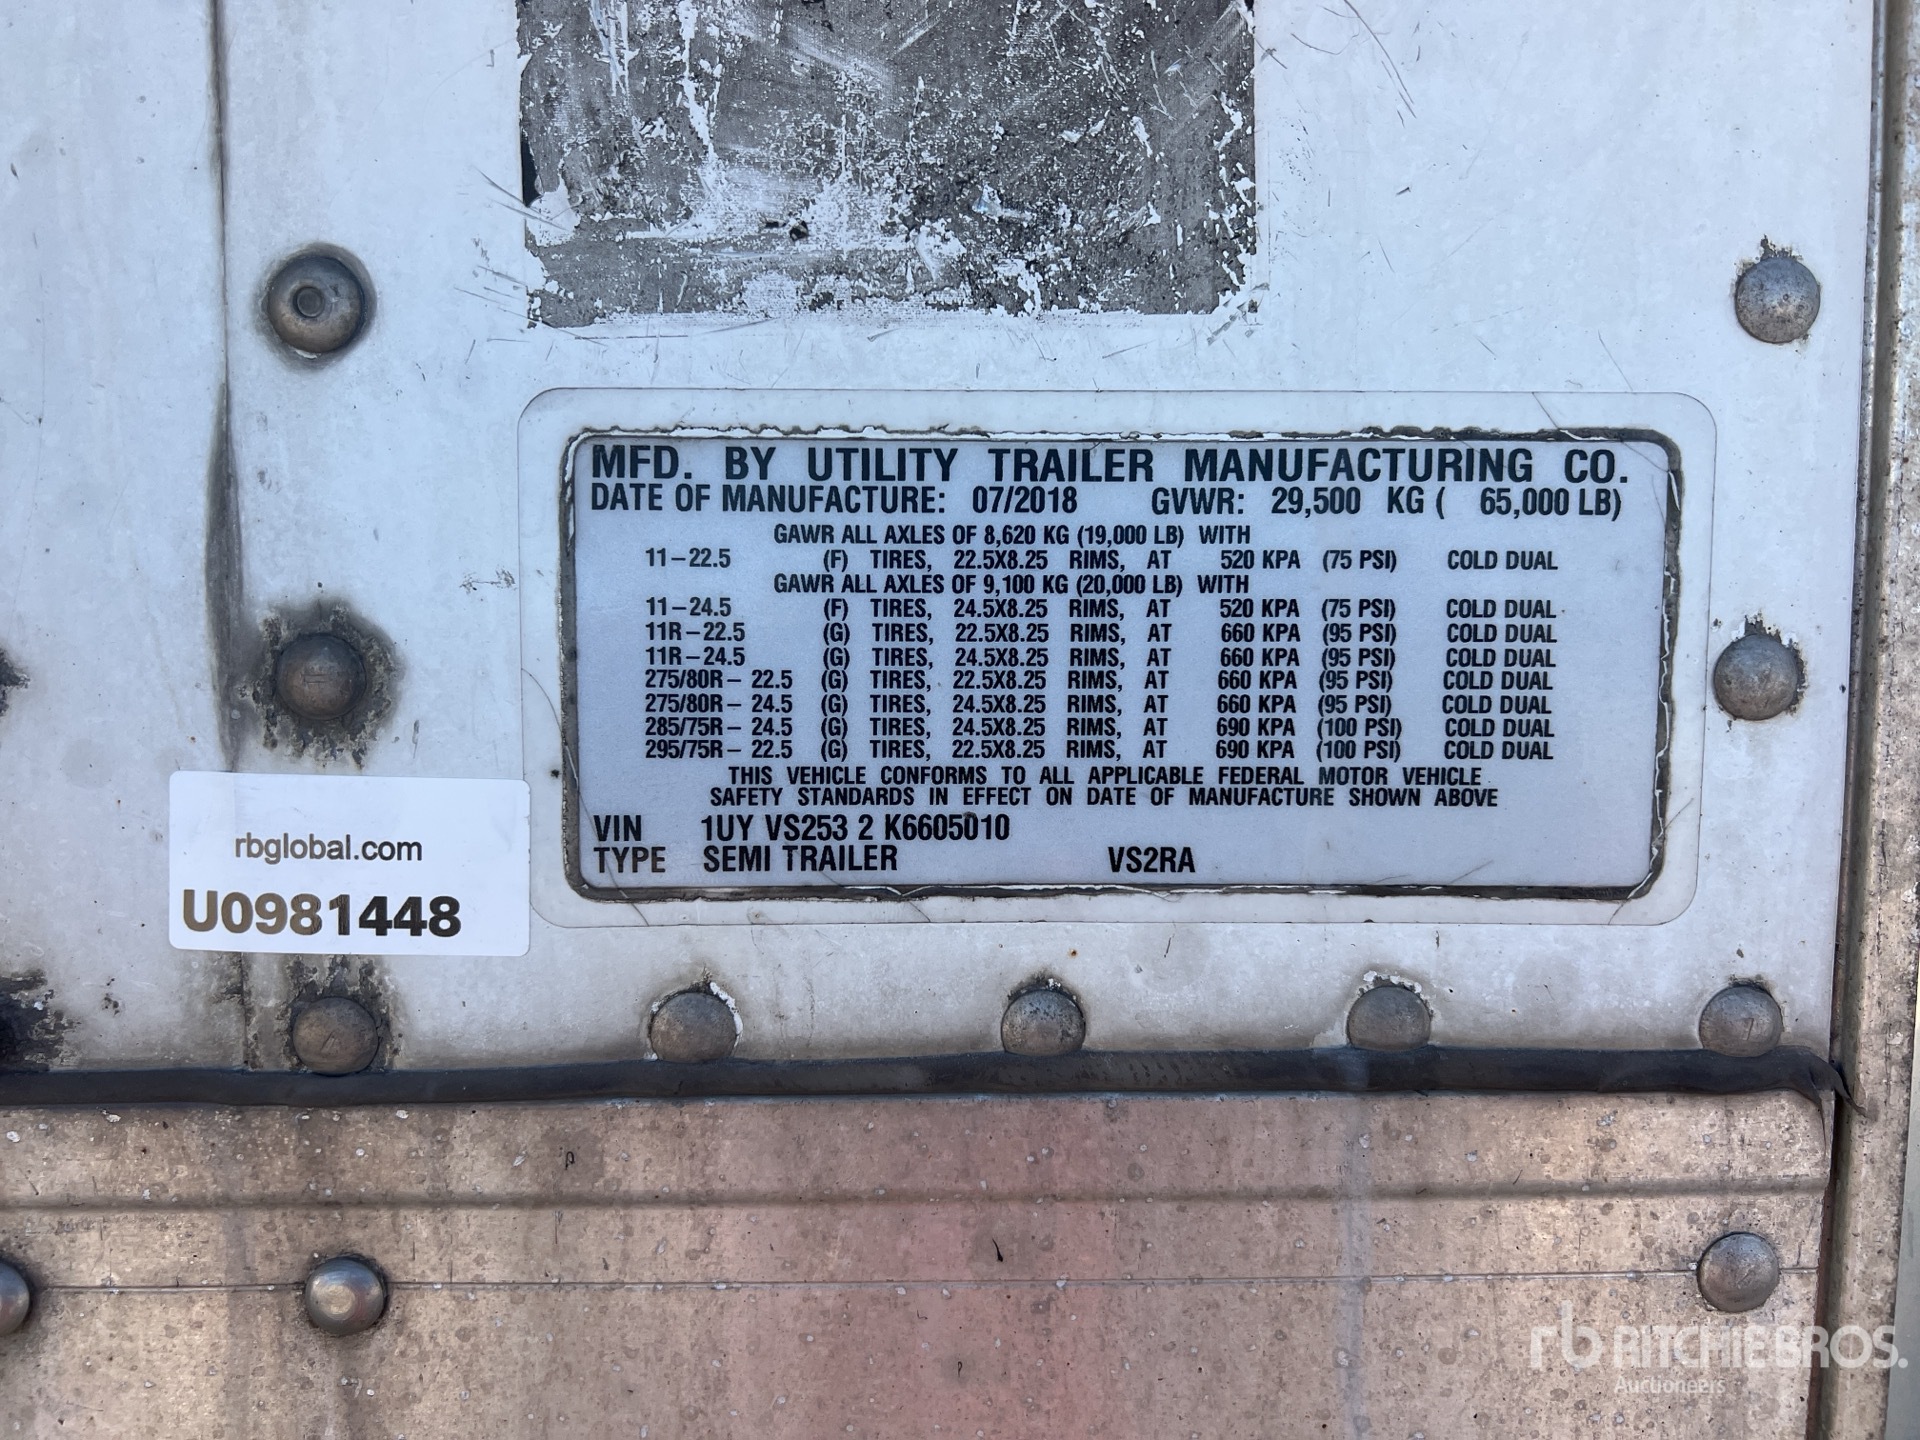 MFD. BY UTILITY TRAILER MANUFACTURING CO.
DATE OF MANUFACTURE: 07/2018 GVWR: 29,500 KG ( 65,000 LB)
GAWR ALL AXLES OF 8,620 KG (19,000 LB) WITH
11-22.5 (F) TIRES, 22.5X8.25 RIMS, AT 520 KPA (75 PSI) COLD DUAL
GAWR ALL AXLES OF 9,100 KG (20,000 LB) WITH
11-24.5 (F) TIRES, 24.5X8.25 RIMS, AT 520 KPA (75 PSI) COLD DUAL
11R-22.5 (G) TIRES, 22.5X8.25 RIMS, AT 660 KPA (95 PSI) COLD DUAL
11R-24.5 (G) TIRES, 24.5X8.25 RIMS, AT 660 KPA (95 PSI) COLD DUAL
275/80R-22.5 (G) TIRES, 22.5X8.25 RIMS, AT 660 KPA (95 PSI) COLD DUAL
275/80R-24.5 (G) TIRES, 24.5X8.25 RIMS, AT 660 KPA (95 PSI) COLD DUAL
285/75R-24.5 (G) TIRES, 24.5X8.25 RIMS, AT 690 KPA (100 PSI) COLD DUAL
295/75R-22.5 (G) TIRES, 22.5X8.25 RIMS, AT 690 KPA (100 PSI) COLD DUAL
THIS VEHICLE CONFORMS TO ALL APPLICABLE FEDERAL MOTOR VEHICLE
SAFETY STANDARDS IN EFFECT ON DATE OF MANUFACTURE SHOWN ABOVE
VIN 1UY VS253 2 K6605010
TYPE SEMI TRAILER VS2RA
rbglobal.com
U0981448
rb RITCHIE BROS.
Auctioneers